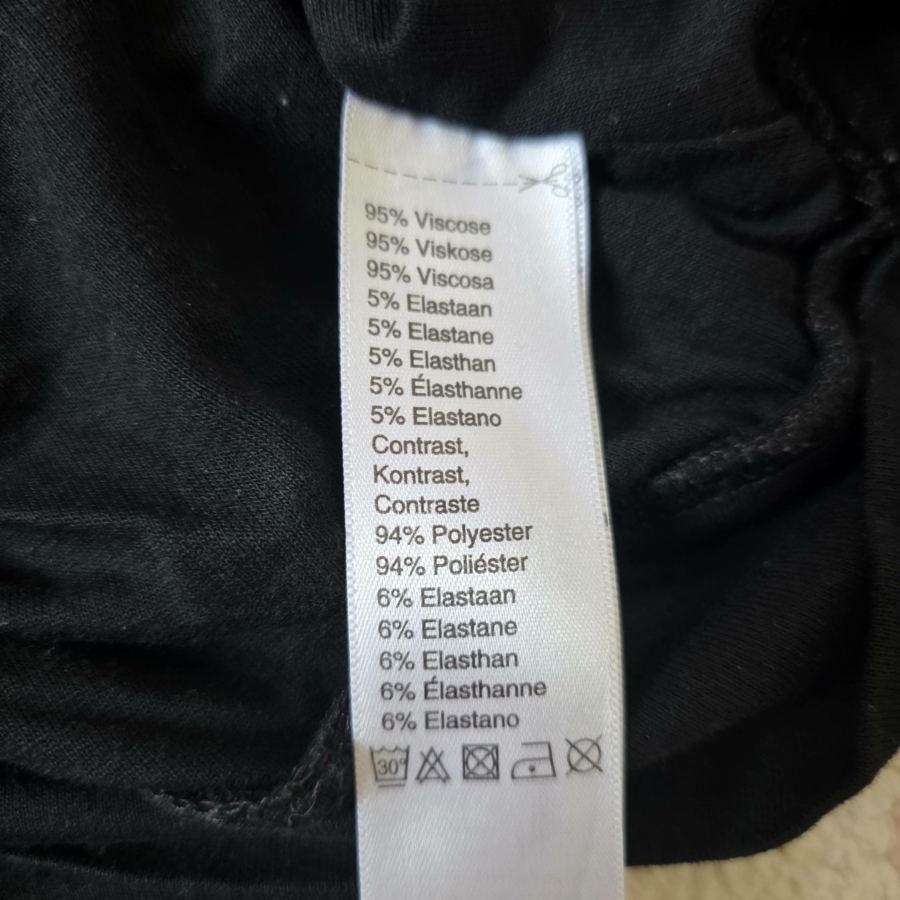 95% Viscose
95% Viskose
95% Viscosa
5% Elastaan
5% Elastane
5% Elasthan
5% Élasthanne
5% Elastano
Contrast,
Kontrast,
Contraste
94% Polyester
94% Poliéster
6% Elastaan
6% Elastane
6% Elasthan
6% Élasthanne
6% Elastano
30°